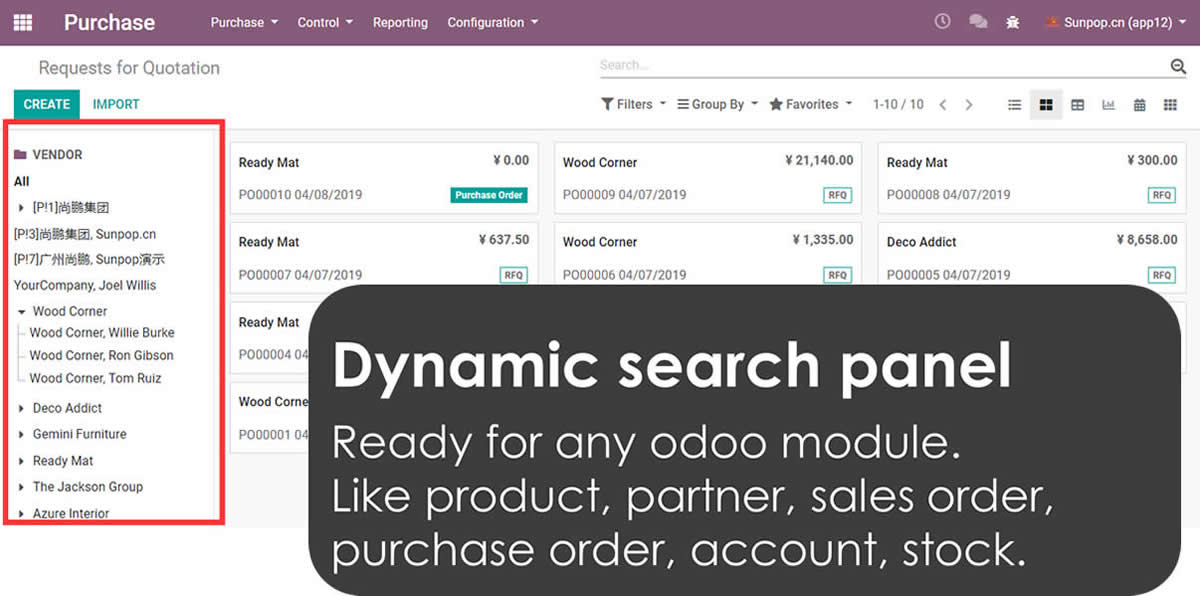 Purchase Purchase Control Reporting Configuration Sunpop.cn (app12)
Requests for Quotation Search...
CREATE IMPORT Filters Group By Favorites 1-10 / 10
VENDOR
All
[P!1]尚鹏集团
[P!3]尚鹏集团, Sunpop.cn
[P!7]广州尚鹏, Sunpop演示
YourCompany, Joel Willis
Wood Corner
Wood Corner, Willie Burke
Wood Corner, Ron Gibson
Wood Corner, Tom Ruiz
Deco Addict
Gemini Furniture
Ready Mat
The Jackson Group
Azure Interior
Ready Mat ¥ 0.00
PO00010 04/08/2019 Purchase Order
Wood Corner ¥ 21,140.00
PO00009 04/07/2019 RFQ
Ready Mat ¥ 300.00
PO00008 04/07/2019 RFQ
Ready Mat ¥ 637.50
PO00007 04/07/2019 RFQ
Wood Corner ¥ 1,335.00
PO00006 04/07/2019 RFQ
Deco Addict ¥ 8,658.00
PO00005 04/07/2019 RFQ
Ready Mat
PO00004 04
Wood Corne
PO00001 04
Dynamic search panel
Ready for any odoo module.
Like product, partner, sales order,
purchase order, account, stock.